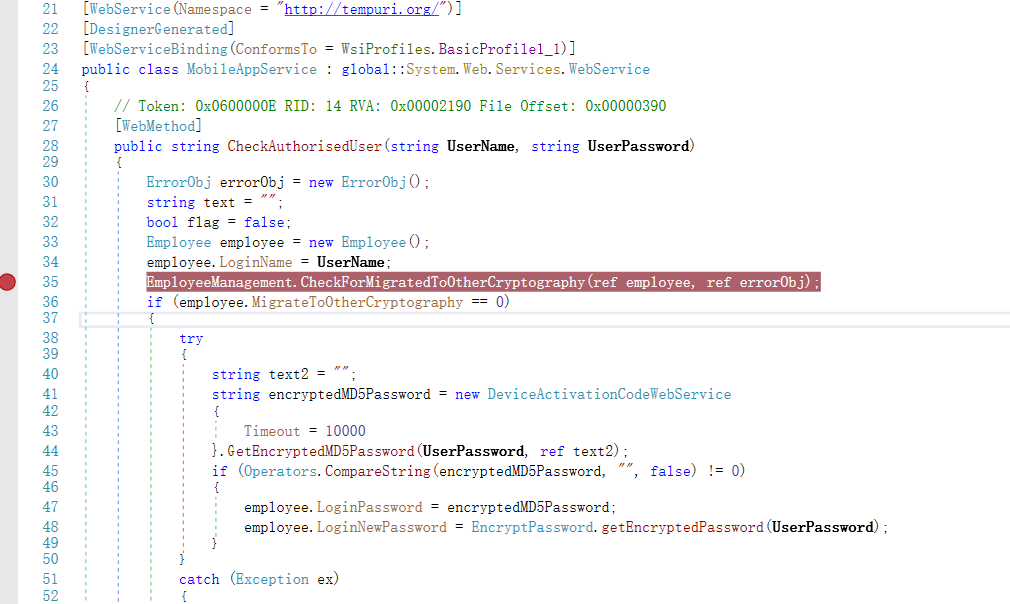 21 [WebService(Namespace = "http://tempuri.org/")]
22 [DesignerGenerated]
23 [WebServiceBinding(ConformsTo = WsiProfiles.BasicProfile1_1)]
24 public class MobileAppService : global::System.Web.Services.WebService
25 {
26 // Token: 0x0600000E RID: 14 RVA: 0x00002190 File Offset: 0x00000390
27 [WebMethod]
28 public string CheckAuthorisedUser(string UserName, string UserPassword)
29 {
30 ErrorObj errorObj = new ErrorObj();
31 string text = "";
32 bool flag = false;
33 Employee employee = new Employee();
34 employee.LoginName = UserName;
35 EmployeeManagement.CheckForMigratedToOtherCryptography(ref employee, ref errorObj);
36 if (employee.MigrateToOtherCryptography == 0)
37 {
38 try
39 {
40 string text2 = "";
41 string encryptedMD5Password = new DeviceActivationCodeWebService
42 {
43 Timeout = 10000
44 }.GetEncryptedMD5Password(UserPassword, ref text2);
45 if (Operators.CompareString(encryptedMD5Password, "", false) != 0)
46 {
47 employee.LoginPassword = encryptedMD5Password;
48 employee.LoginNewPassword = EncryptPassword.getEncryptedPassword(UserPassword);
49 }
50 }
51 catch (Exception ex)
52 {